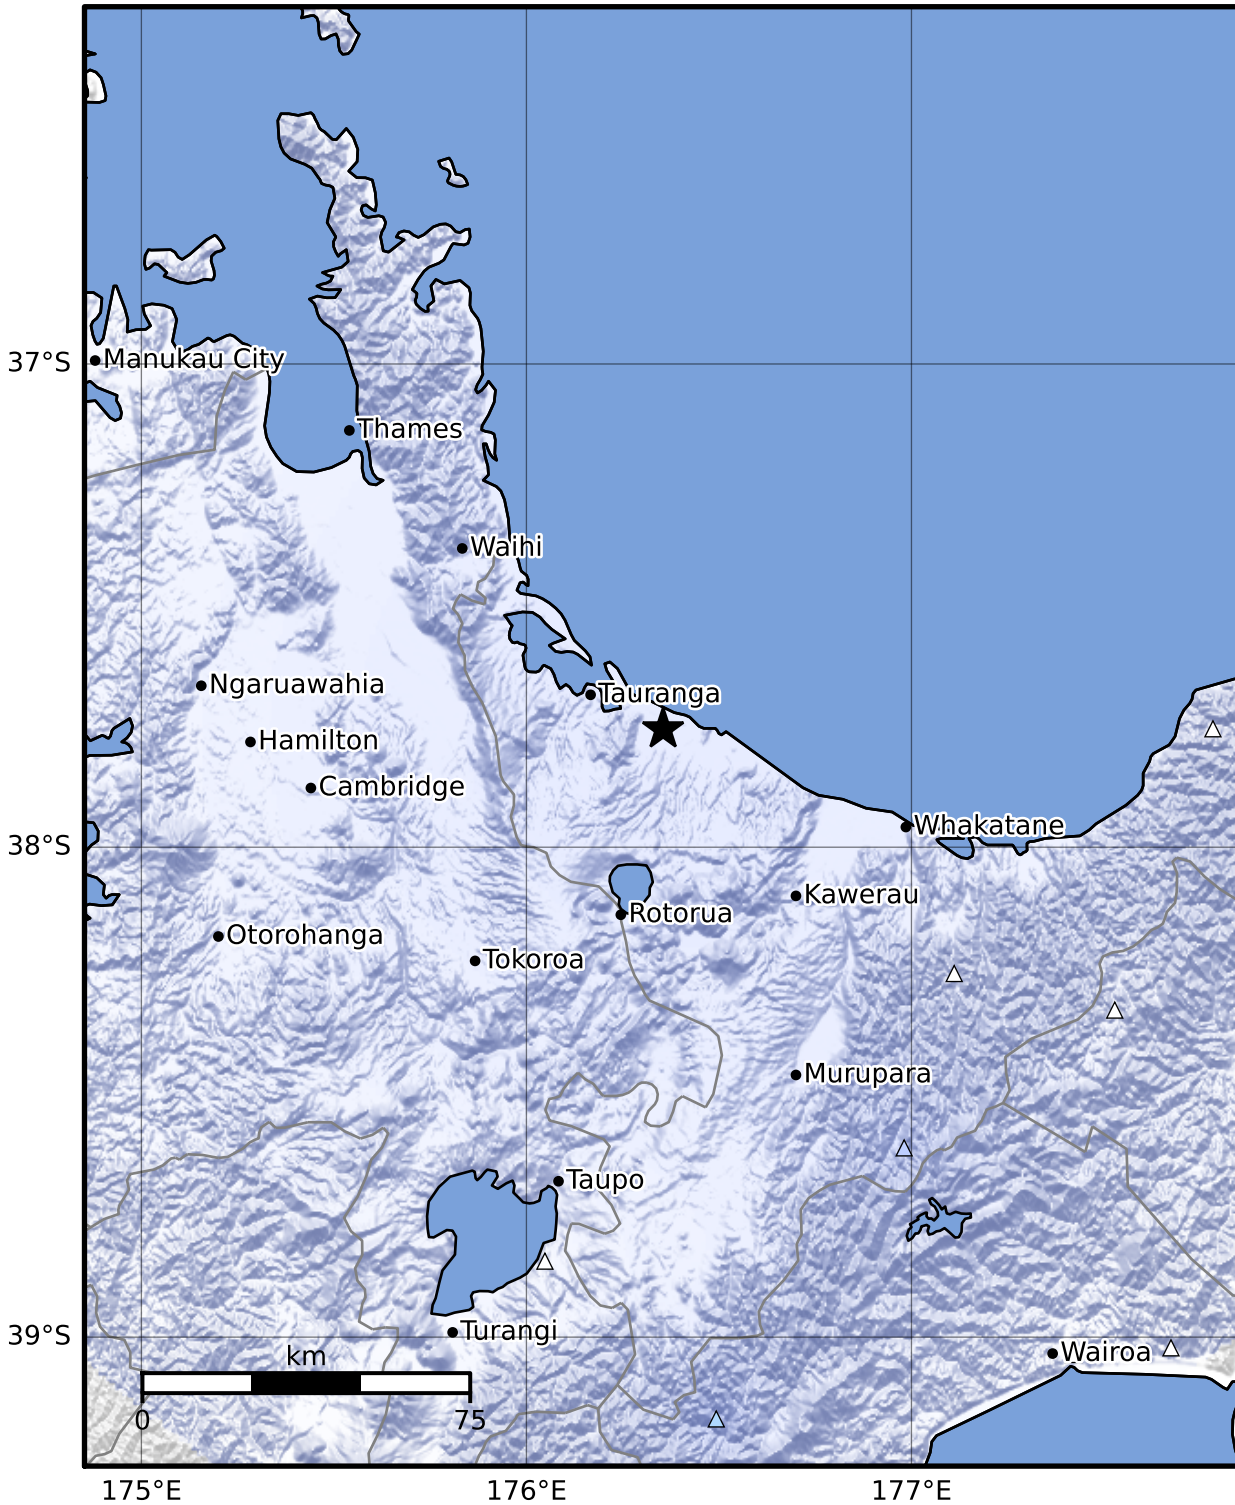 37°S
Manukau City
Thames
Waihi
Ngaruawahia
Tauranga
Hamilton
Cambridge
Whakatane
38°S
Kawerau
Rotorua
Otorohanga
Tokoroa
Murupara
Taupo
39°S
Turangi
Wairoa
km
0 75
175°E 176°E 177°E